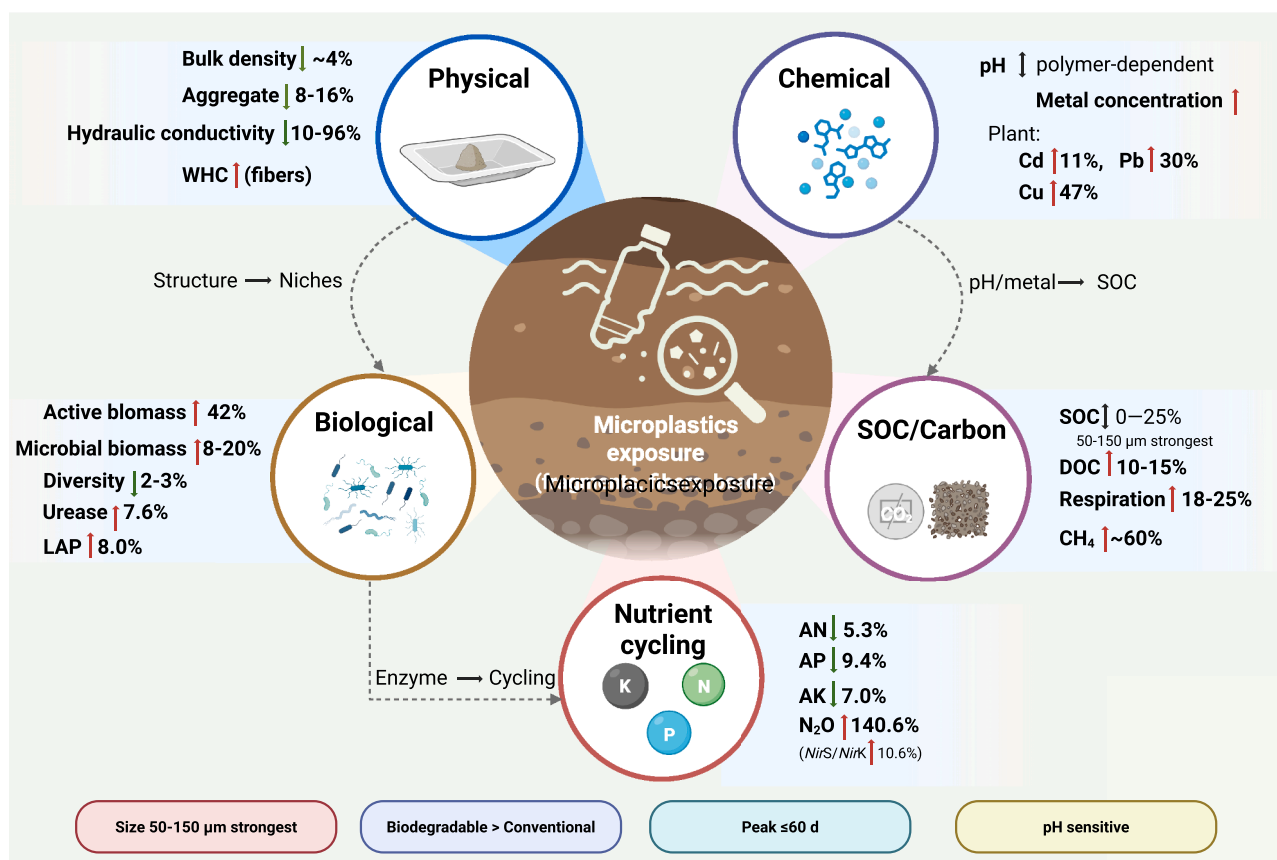 Physical
Bulk density ↓ ~4%
Aggregate ↓ 8-16%
Hydraulic conductivity ↓ 10-96%
WHC ↑ (fibers)
Chemical
pH ↕ polymer-dependent
Metal concentration ↑
Plant:
Cd ↑ 11%, Pb ↑ 30%
Cu ↑ 47%
Structure → Niches
pH/metal → SOC
Microplastics
exposure
Microplacicsexposure
Biological
Active biomass ↑ 42%
Microbial biomass ↑ 8-20%
Diversity ↓ 2-3%
Urease ↑ 7.6%
LAP ↑ 8.0%
SOC/Carbon
CO₂
SOC ↕ 0—25%
50-150 µm strongest
DOC ↑ 10-15%
Respiration ↑ 18-25%
CH₄ ↑ ~60%
Enzyme → Cycling
Nutrient
cycling
K
N
P
AN ↓ 5.3%
AP ↓ 9.4%
AK ↓ 7.0%
N₂O ↑ 140.6%
(NirS/NirK ↑ 10.6%)
Size 50-150 µm strongest
Biodegradable > Conventional
Peak ≤60 d
pH sensitive